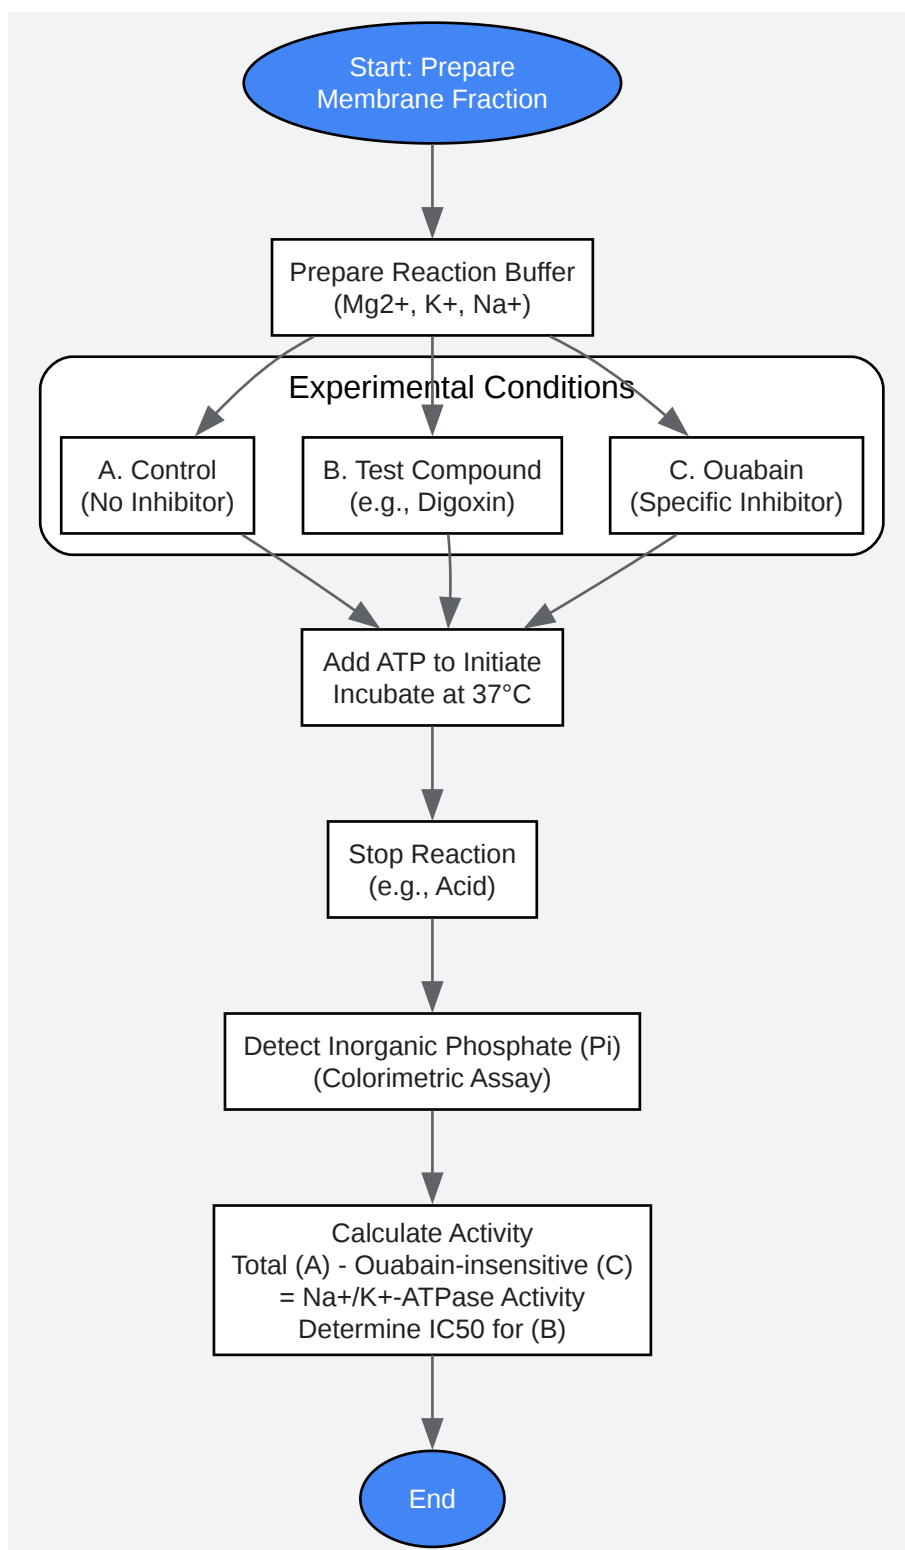 Start: Prepare
Membrane Fraction
Prepare Reaction Buffer
(Mg2+, K+, Na+)
Experimental Conditions
A. Control
(No Inhibitor)
B. Test Compound
(e.g., Digoxin)
C. Ouabain
(Specific Inhibitor)
Add ATP to Initiate
Incubate at 37°C
Stop Reaction
(e.g., Acid)
Detect Inorganic Phosphate (Pi)
(Colorimetric Assay)
Calculate Activity
Total (A) - Ouabain-insensitive (C)
= Na+/K+-ATPase Activity
Determine IC50 for (B)
End